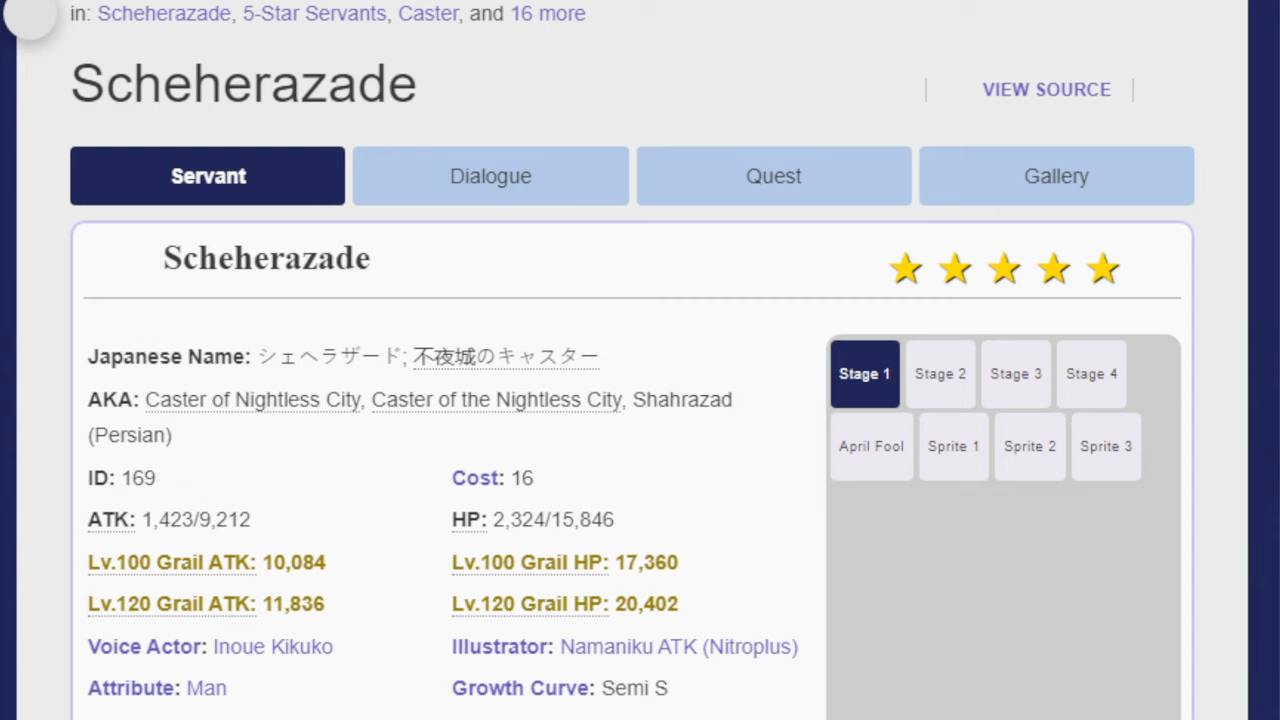 in: Scheherazade, 5-Star Servants, Caster, and 16 more
Scheherazade
VIEW SOURCE
Servant
Dialogue
Quest
Gallery
Scheherazade
Japanese Name: シェヘラザード; 不夜城のキャスター
AKA: Caster of Nightless City, Caster of the Nightless City, Shahrazad
(Persian)
ID: 169
Cost: 16
ATK: 1,423/9,212
HP: 2,324/15,846
Lv.100 Grail ATK: 10,084
Lv.100 Grail HP: 17,360
Lv.120 Grail ATK: 11,836
Lv.120 Grail HP: 20,402
Voice Actor: Inoue Kikuko
Illustrator: Namaniku ATK (Nitroplus)
Attribute: Man
Growth Curve: Semi S
Stage 1
Stage 2
Stage 3
Stage 4
April Fool
Sprite 1
Sprite 2
Sprite 3